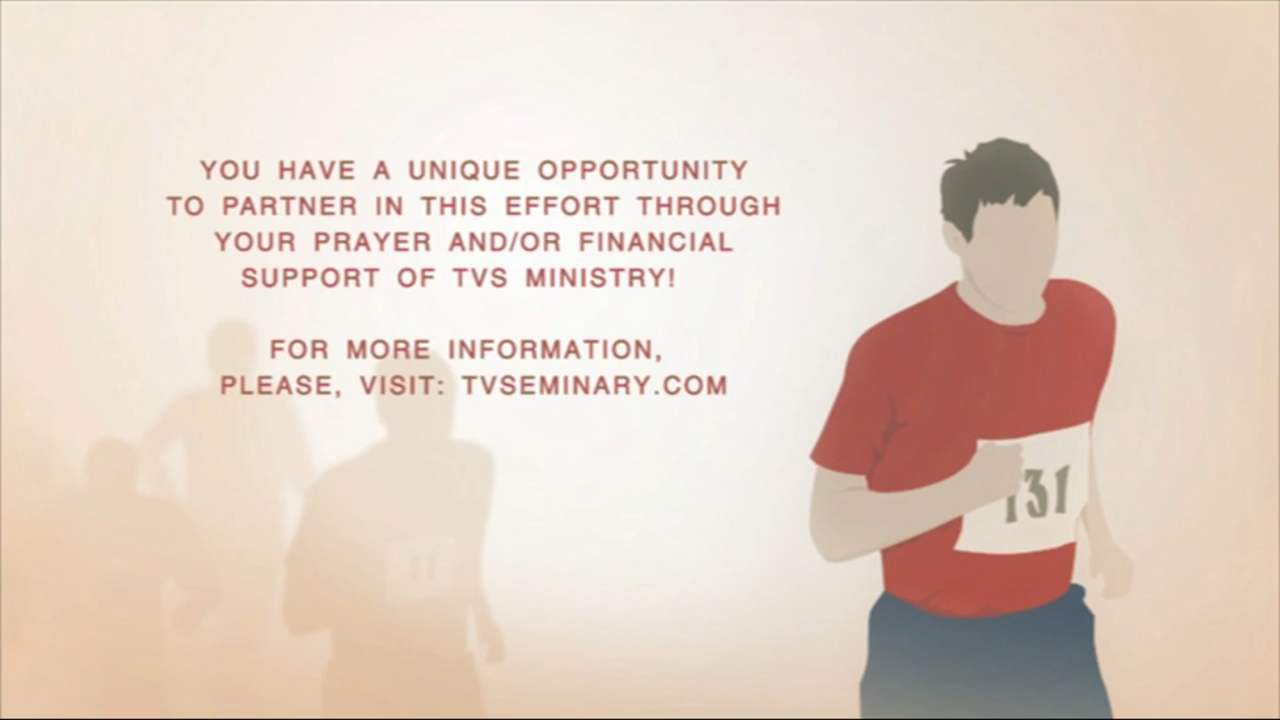 YOU HAVE A UNIQUE OPPORTUNITY
TO PARTNER IN THIS EFFORT THROUGH
YOUR PRAYER AND/OR FINANCIAL
SUPPORT OF TVS MINISTRY!
FOR MORE INFORMATION,
PLEASE, VISIT: TVSEMINARY.COM
131